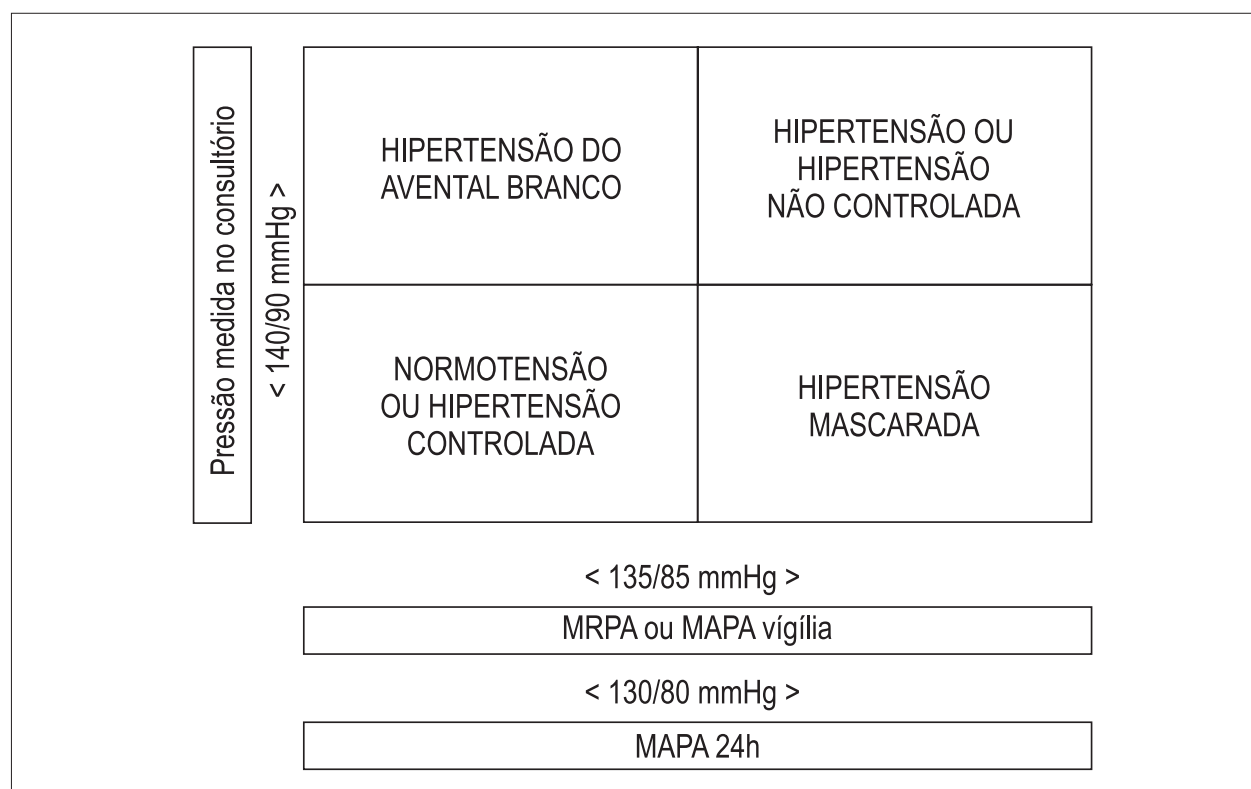 Pressão medida no consultório
< 140/90 mmHg >
HIPERTENSÃO DO
AVENTAL BRANCO
HIPERTENSÃO OU
HIPERTENSÃO
NÃO CONTROLADA
NORMOTENSÃO
OU HIPERTENSÃO
CONTROLADA
HIPERTENSÃO
MASCARADA
< 135/85 mmHg >
MRPA ou MAPA vígília
< 130/80 mmHg >
MAPA 24h